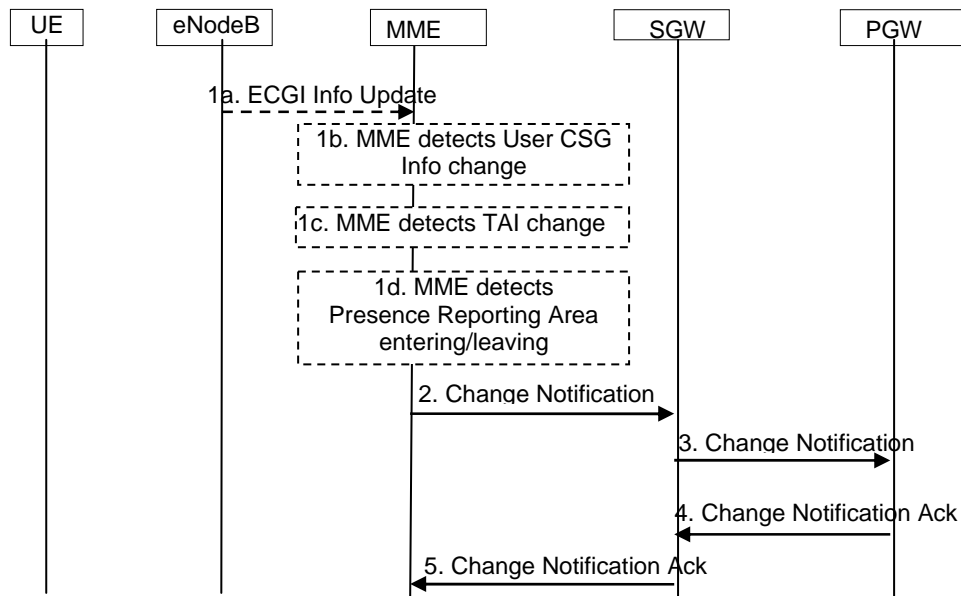 UE
eNodeB
MME
SGW
PGW
1a. ECGI Info Update
1b. MME detects User CSG
Info change
1c. MME detects TAI change
1d. MME detects
Presence Reporting Area
entering/leaving
2. Change Notification
3. Change Notification
4. Change Notification Ack
5. Change Notification Ack